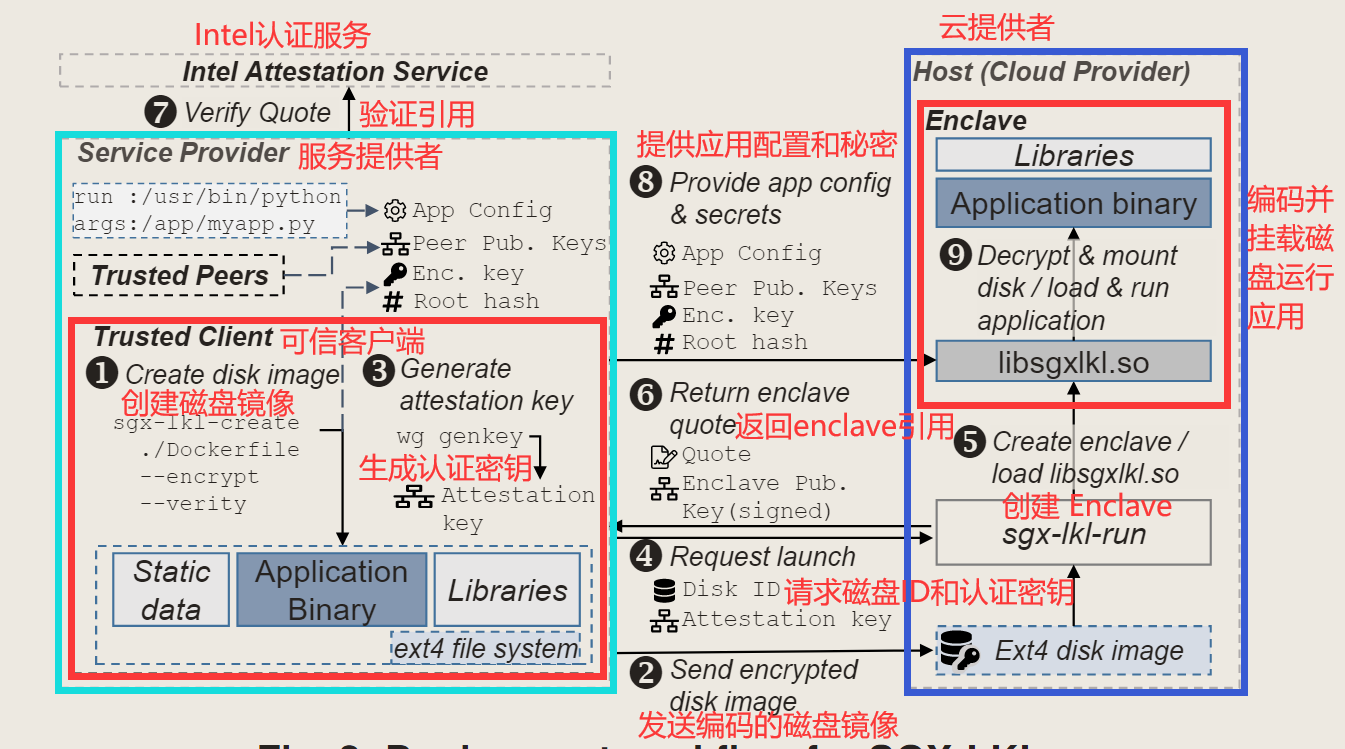 Intel认证服务
Intel Attestation Service
❼ Verify Quote
验证引用
Service Provider
服务提供者
run :/usr/bin/python
args:/app/myapp.py
App Config
Peer Pub. Keys
Trusted Peers
Enc. key
Root hash
Trusted Client
可信客户端
❶ Create disk image
创建磁盘镜像
sgx-lkl-create
./Dockerfile
--encrypt
--verity
❸ Generate
attestation key
wg genkey
生成认证密钥
Attestation
key
Static
data
Application
Binary
Libraries
ext4 file system
提供应用配置和秘密
❽ Provide app config
& secrets
App Config
Peer Pub. Keys
Enc. key
Root hash
❻ Return enclave
quote
返回enclave引用
Quote
Enclave Pub.
Key(signed)
❹ Request launch
Disk ID
请求磁盘ID和认证密钥
Attestation key
❷ Send encrypted
disk image
发送编码的磁盘镜像
云提供者
Host (Cloud Provider)
Enclave
Libraries
Application binary
❾ Decrypt & mount
disk / load & run
application
编码并
挂载磁
盘运行
应用
libsgxlkl.so
❺ Create enclave /
load libsgxlkl.so
创建 Enclave
sgx-lkl-run
Ext4 disk image